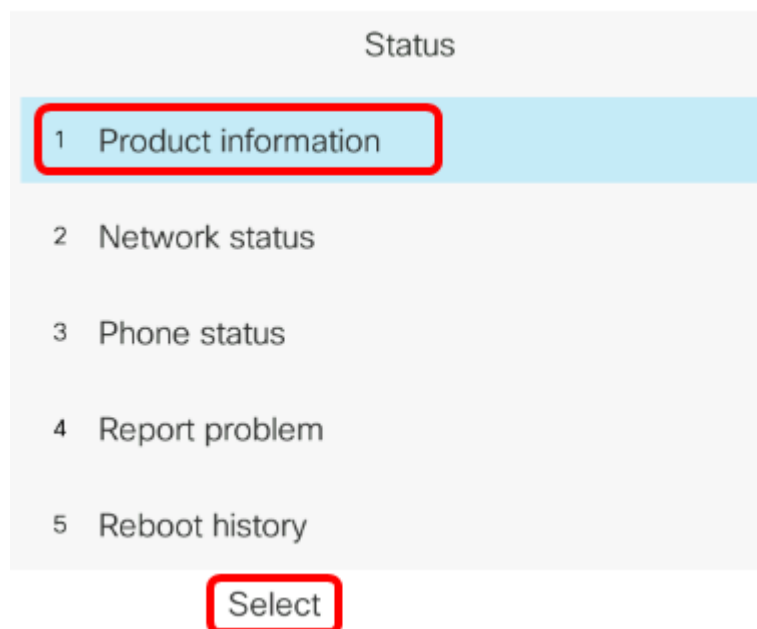 Status
1 Product information
2 Network status
3 Phone status
4 Report problem
5 Reboot history
Select